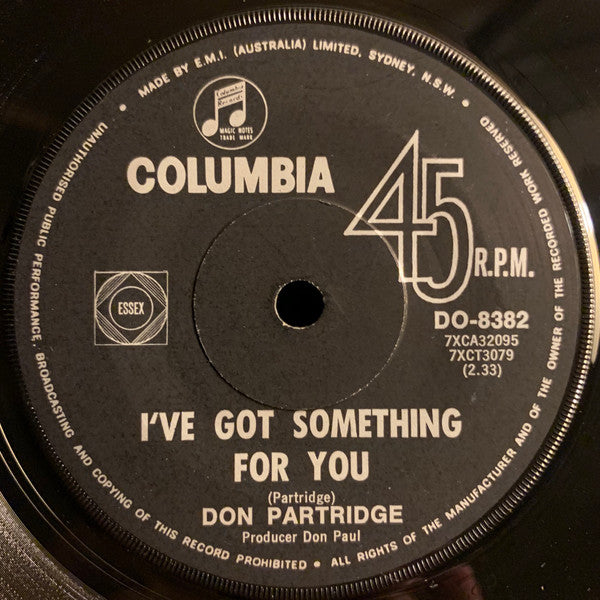 MADE BY E.M.I. (AUSTRALIA) LIMITED, SYDNEY, N.S.W. •
UNAUTHORISED PUBLIC PERFORMANCE, BROADCASTING AND COPYING OF THIS RECORD PROHIBITED • ALL RIGHTS OF THE MANUFACTURER AND OF THE OWNER OF THE RECORDED WORK RESERVED
Columbia
Records
MAGIC NOTES
TRADE MARK
COLUMBIA
45
R.P.M.
ESSEX
DO-8382
7XCA32095
7XCT3079
(2.33)
I'VE GOT SOMETHING
FOR YOU
(Partridge)
DON PARTRIDGE
Producer Don Paul